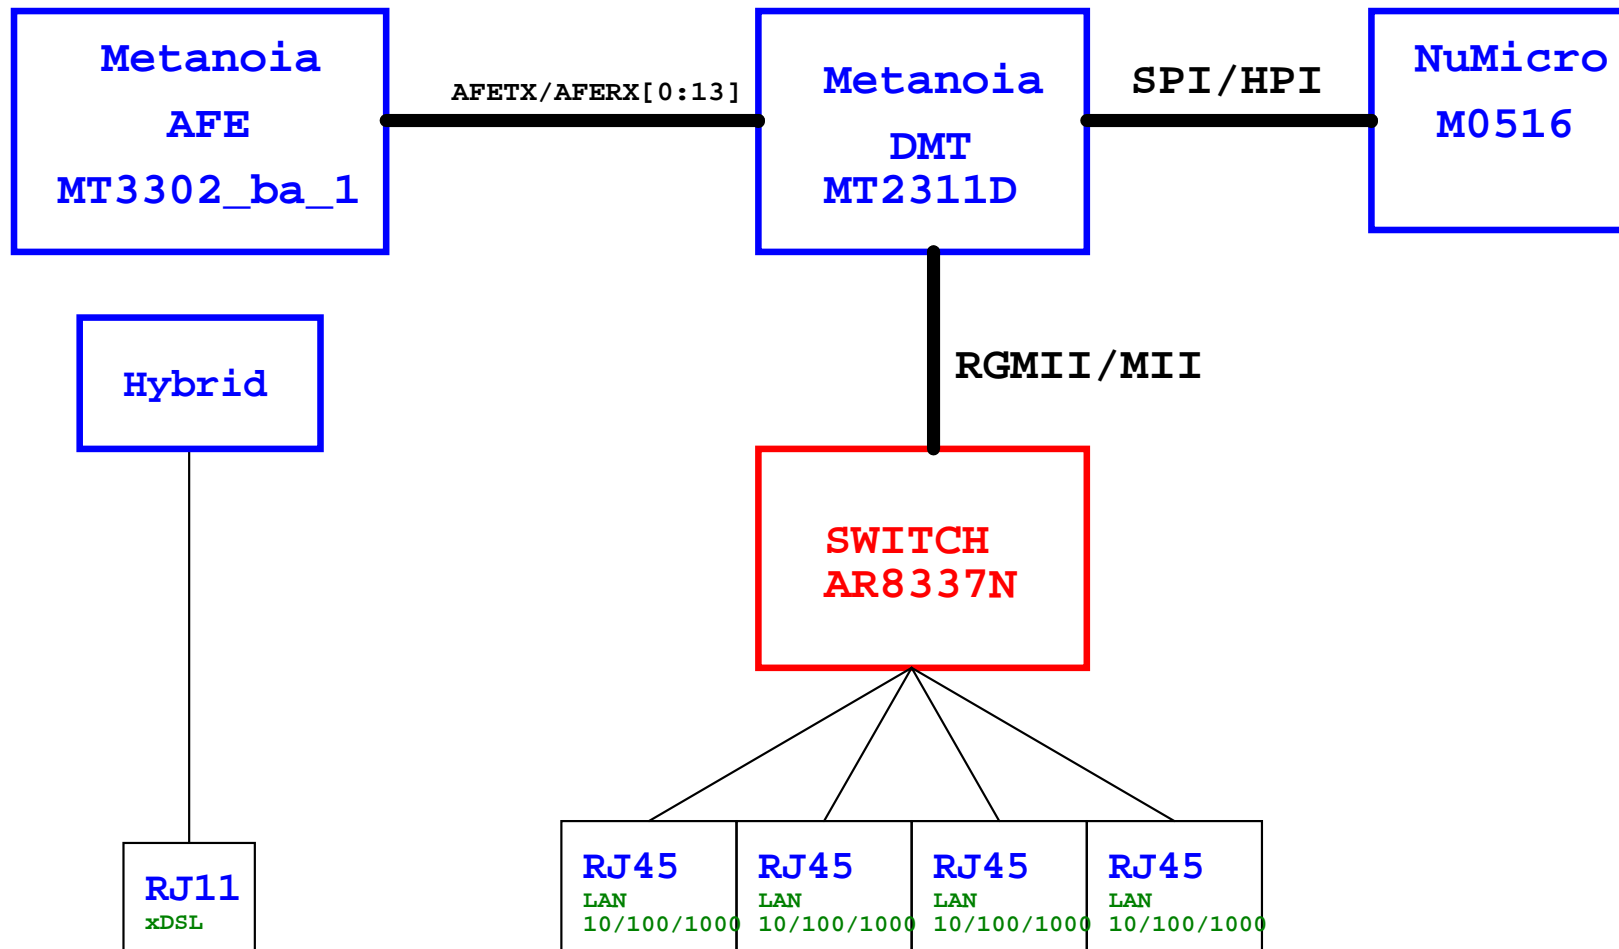 Metanoia
AFE
MT3302_ba_1
AFETX/AFERX[0:13]
Metanoia
DMT
MT2311D
SPI/HPI
NuMicro
M0516
Hybrid
RGMII/MII
SWITCH
AR8337N
RJ11
xDSL
RJ45
LAN
10/100/1000
RJ45
LAN
10/100/1000
RJ45
LAN
10/100/1000
RJ45
LAN
10/100/1000